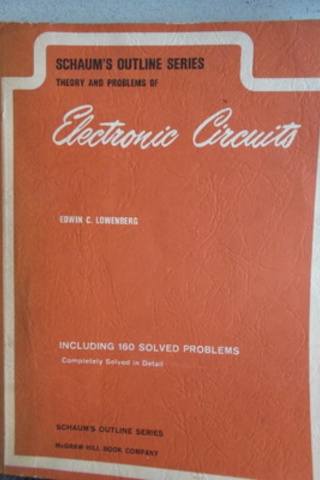 SCHAUM'S OUTLINE SERIES
THEORY AND PROBLEMS OF
Electronic Circuits
EDWIN C. LOWENBERG
INCLUDING 160 SOLVED PROBLEMS
Completely Solved in Detail
SCHAUM'S OUTLINE SERIES
McGRAW-HILL BOOK COMPANY